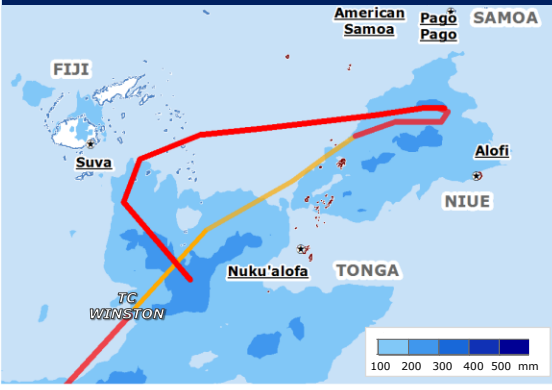 American
Samoa
Pago
Pago
SAMOA
FIJI
Suva
Alofi
NIUE
Nuku'alofa
TONGA
TC
WINSTON
100 200 300 400 500 mm